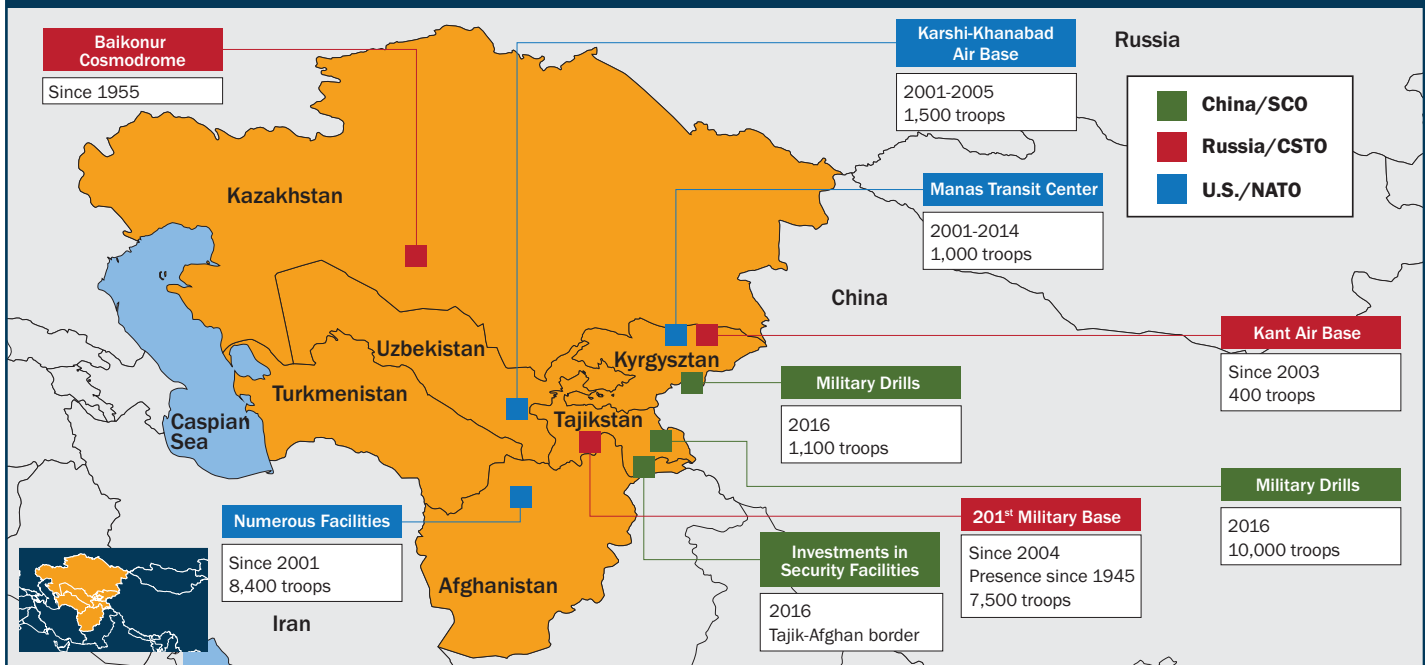 Baikonur
Cosmodrome
Since 1955
Karshi-Khanabad
Air Base
2001-2005
1,500 troops
Russia
China/SCO
Russia/CSTO
U.S./NATO
Kazakhstan
Manas Transit Center
2001-2014
1,000 troops
China
Uzbekistan
Kyrgysztan
Kant Air Base
Since 2003
400 troops
Turkmenistan
Military Drills
2016
1,100 troops
Caspian
Sea
Tajikstan
Military Drills
2016
10,000 troops
Numerous Facilities
Since 2001
8,400 troops
201st Military Base
Since 2004
Presence since 1945
7,500 troops
Investments in
Security Facilities
2016
Tajik-Afghan border
Afghanistan
Iran